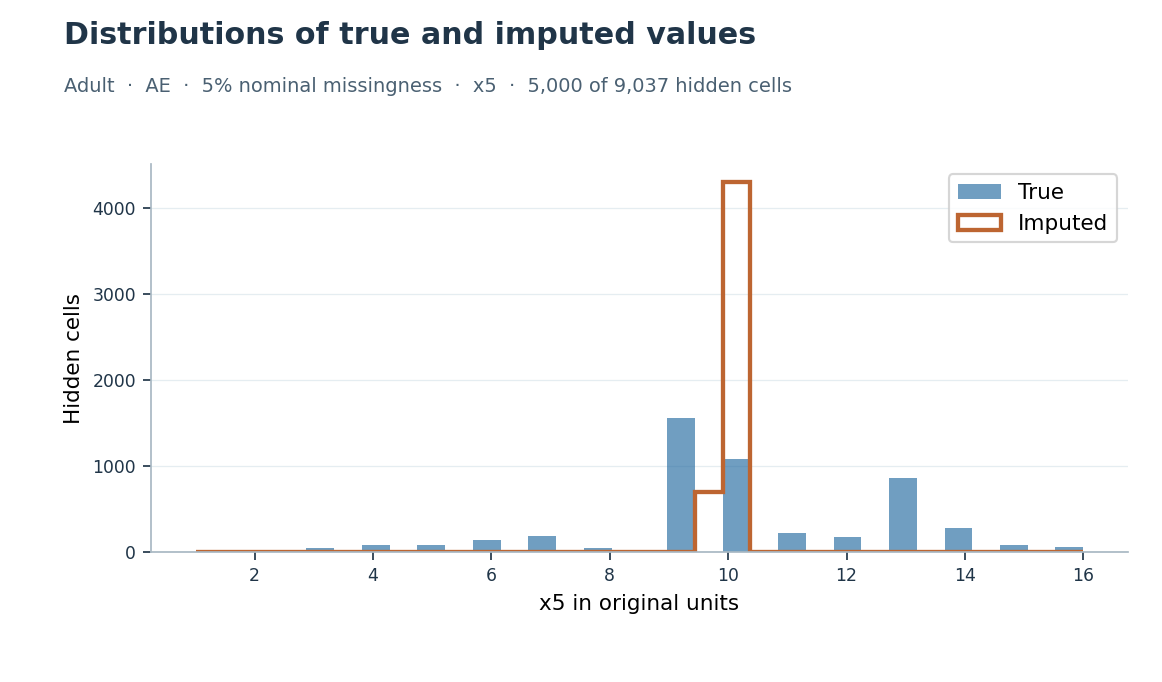 Distributions of true and imputed values
Adult · AE · 5% nominal missingness · x5 · 5,000 of 9,037 hidden cells
True
Imputed
Hidden cells
4000
3000
2000
1000
0
2 4 6 8 10 12 14 16
x5 in original units